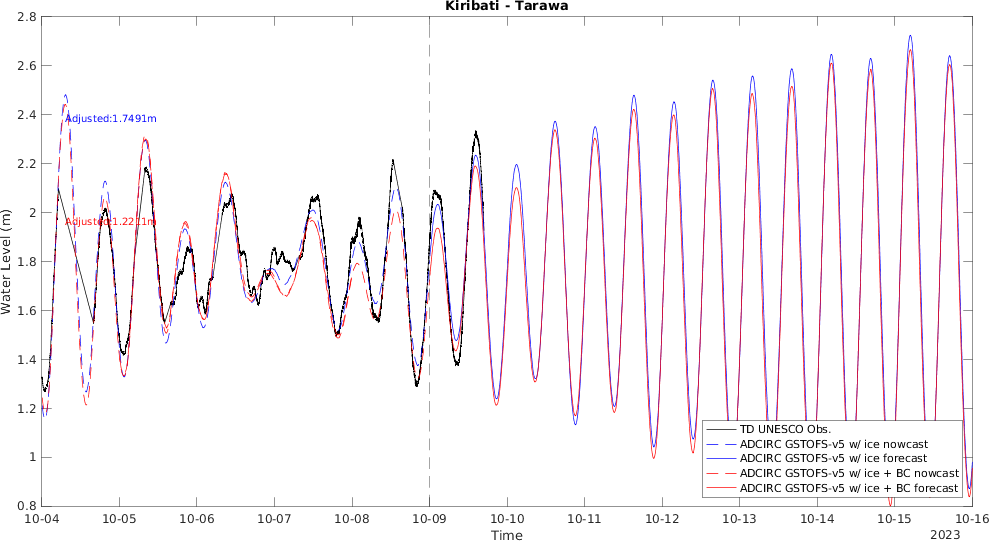 Kiribati - Tarawa
2.8
2.6
2.4
2.2
2
1.8
1.6
1.4
1.2
1
0.8
Water Level (m)
Adjusted:1.7491m
Adjusted:1.2211m
TD UNESCO Obs.
ADCIRC GSTOFS-v5 w/ ice nowcast
ADCIRC GSTOFS-v5 w/ ice forecast
ADCIRC GSTOFS-v5 w/ ice + BC nowcast
ADCIRC GSTOFS-v5 w/ ice + BC forecast
10-04 10-05 10-06 10-07 10-08 10-09 10-10 10-11 10-12 10-13 10-14 10-15 10-16
Time
2023